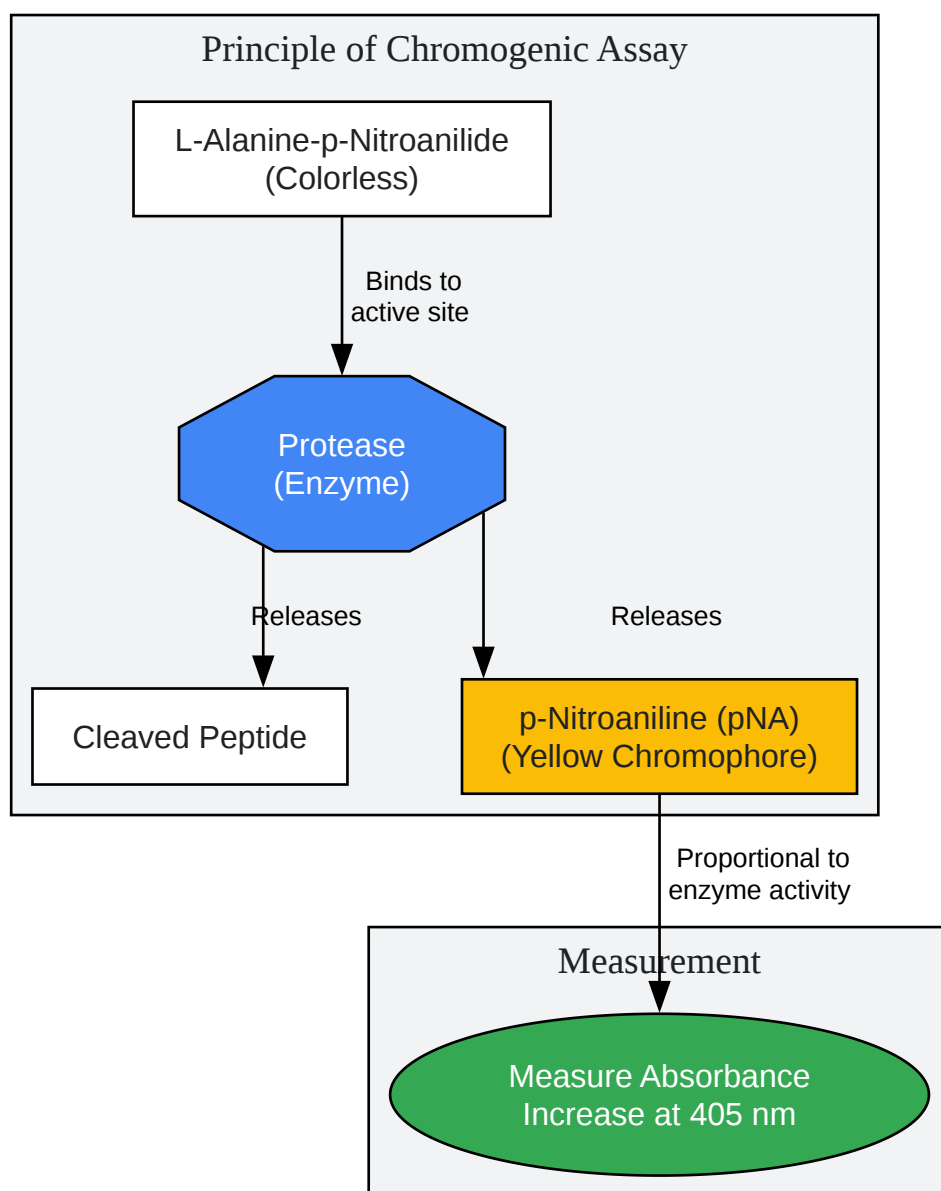 Principle of Chromogenic Assay
L-Alanine-p-Nitroanilide
(Colorless)
Binds to
active site
Protease
(Enzyme)
Releases
Releases
Cleaved Peptide
p-Nitroaniline (pNA)
(Yellow Chromophore)
Proportional to
enzyme activity
Measurement
Measure Absorbance
Increase at 405 nm